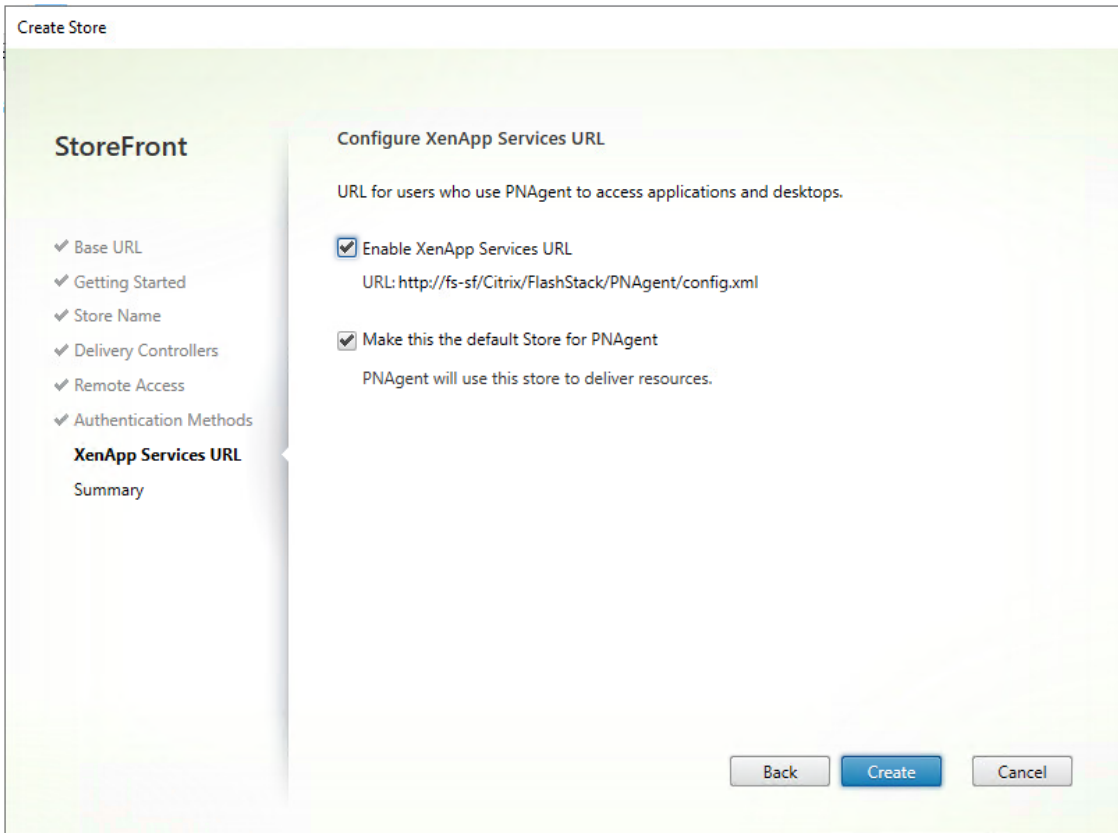 Create Store
StoreFront
Base URL
Getting Started
Store Name
Delivery Controllers
Remote Access
Authentication Methods
XenApp Services URL
Summary
Configure XenApp Services URL
URL for users who use PNAgent to access applications and desktops.
Enable XenApp Services URL
URL: http://fs-sf/Citrix/FlashStack/PNAgent/config.xml
Make this the default Store for PNAgent
PNAgent will use this store to deliver resources.
Back Create Cancel